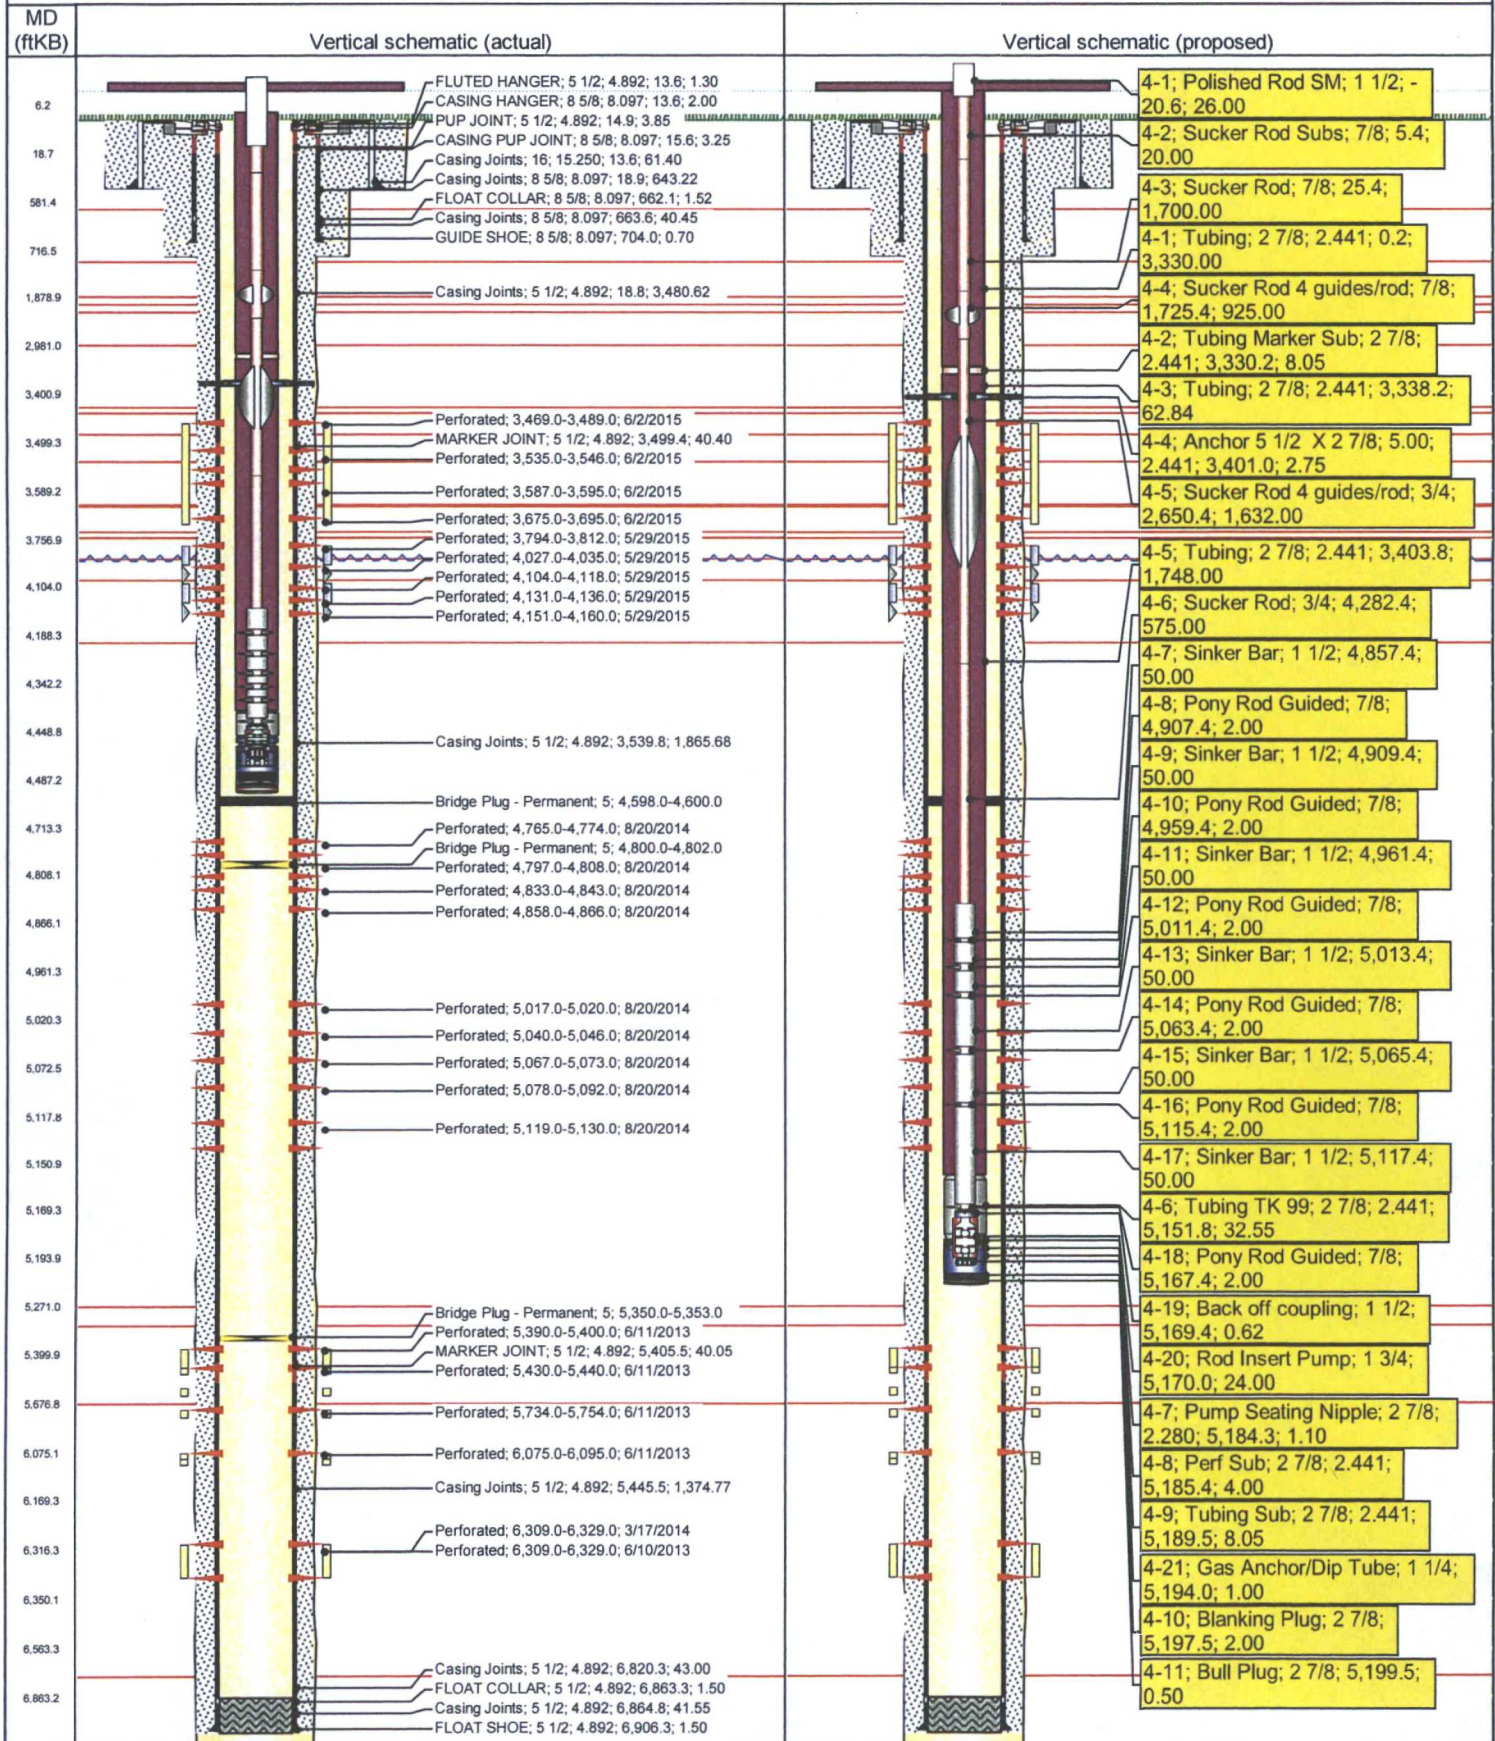 MD
(ftKB)
Vertical schematic (actual)
Vertical schematic (proposed)
6.2
18.7
581.4
716.5
1,878.9
2,981.0
3,400.9
3,499.3
3,589.2
3,756.9
4,104.0
4,188.3
4,342.2
4,448.8
4,487.2
4,713.3
4,808.1
4,866.1
4,961.3
5,020.3
5,072.5
5,117.8
5,150.9
5,169.3
5,193.9
5,271.0
5,399.9
5,676.8
6,075.1
6,169.3
6,316.3
6,350.1
6,563.3
6,863.2
FLUTED HANGER; 5 1/2; 4.892; 13.6; 1.30
CASING HANGER; 8 5/8; 8.097; 13.6; 2.00
PUP JOINT; 5 1/2; 4.892; 14.9; 3.85
CASING PUP JOINT; 8 5/8; 8.097; 15.6; 3.25
Casing Joints; 16; 15.250; 13.6; 61.40
Casing Joints; 8 5/8; 8.097; 18.9; 643.22
FLOAT COLLAR; 8 5/8; 8.097; 662.1; 1.52
Casing Joints; 8 5/8; 8.097; 663.6; 40.45
GUIDE SHOE; 8 5/8; 8.097; 704.0; 0.70
Casing Joints; 5 1/2; 4.892; 18.8; 3,480.62
Perforated; 3,469.0-3,489.0; 6/2/2015
MARKER JOINT; 5 1/2; 4.892; 3,499.4; 40.40
Perforated; 3,535.0-3,546.0; 6/2/2015
Perforated; 3,587.0-3,595.0; 6/2/2015
Perforated; 3,675.0-3,695.0; 6/2/2015
Perforated; 3,794.0-3,812.0; 5/29/2015
Perforated; 4,027.0-4,035.0; 5/29/2015
Perforated; 4,104.0-4,118.0; 5/29/2015
Perforated; 4,131.0-4,136.0; 5/29/2015
Perforated; 4,151.0-4,160.0; 5/29/2015
Casing Joints; 5 1/2; 4.892; 3,539.8; 1,865.68
Bridge Plug - Permanent; 5; 4,598.0-4,600.0
Perforated; 4,765.0-4,774.0; 8/20/2014
Bridge Plug - Permanent; 5; 4,800.0-4,802.0
Perforated; 4,797.0-4,808.0; 8/20/2014
Perforated; 4,833.0-4,843.0; 8/20/2014
Perforated; 4,858.0-4,866.0; 8/20/2014
Perforated; 5,017.0-5,020.0; 8/20/2014
Perforated; 5,040.0-5,046.0; 8/20/2014
Perforated; 5,067.0-5,073.0; 8/20/2014
Perforated; 5,078.0-5,092.0; 8/20/2014
Perforated; 5,119.0-5,130.0; 8/20/2014
Bridge Plug - Permanent; 5; 5,350.0-5,353.0
Perforated; 5,390.0-5,400.0; 6/11/2013
MARKER JOINT; 5 1/2; 4.892; 5,405.5; 40.05
Perforated; 5,430.0-5,440.0; 6/11/2013
Perforated; 5,734.0-5,754.0; 6/11/2013
Perforated; 6,075.0-6,095.0; 6/11/2013
Casing Joints; 5 1/2; 4.892; 5,445.5; 1,374.77
Perforated; 6,309.0-6,329.0; 3/17/2014
Perforated; 6,309.0-6,329.0; 6/10/2013
Casing Joints; 5 1/2; 4.892; 6,820.3; 43.00
FLOAT COLLAR; 5 1/2; 4.892; 6,863.3; 1.50
Casing Joints; 5 1/2; 4.892; 6,864.8; 41.55
FLOAT SHOE; 5 1/2; 4.892; 6,906.3; 1.50
4-1; Polished Rod SM; 1 1/2; -
20.6; 26.00
4-2; Sucker Rod Subs; 7/8; 5.4;
20.00
4-3; Sucker Rod; 7/8; 25.4;
1,700.00
4-1; Tubing; 2 7/8; 2.441; 0.2;
3,330.00
4-4; Sucker Rod 4 guides/rod; 7/8;
1,725.4; 925.00
4-2; Tubing Marker Sub; 2 7/8;
2.441; 3,330.2; 8.05
4-3; Tubing; 2 7/8; 2.441; 3,338.2;
62.84
4-4; Anchor 5 1/2 X 2 7/8; 5.00;
2.441; 3,401.0; 2.75
4-5; Sucker Rod 4 guides/rod; 3/4;
2,650.4; 1,632.00
4-5; Tubing; 2 7/8; 2.441; 3,403.8;
1,748.00
4-6; Sucker Rod; 3/4; 4,282.4;
575.00
4-7; Sinker Bar; 1 1/2; 4,857.4;
50.00
4-8; Pony Rod Guided; 7/8;
4,907.4; 2.00
4-9; Sinker Bar; 1 1/2; 4,909.4;
50.00
4-10; Pony Rod Guided; 7/8;
4,959.4; 2.00
4-11; Sinker Bar; 1 1/2; 4,961.4;
50.00
4-12; Pony Rod Guided; 7/8;
5,011.4; 2.00
4-13; Sinker Bar; 1 1/2; 5,013.4;
50.00
4-14; Pony Rod Guided; 7/8;
5,063.4; 2.00
4-15; Sinker Bar; 1 1/2; 5,065.4;
50.00
4-16; Pony Rod Guided; 7/8;
5,115.4; 2.00
4-17; Sinker Bar; 1 1/2; 5,117.4;
50.00
4-6; Tubing TK 99; 2 7/8; 2.441;
5,151.8; 32.55
4-18; Pony Rod Guided; 7/8;
5,167.4; 2.00
4-19; Back off coupling; 1 1/2;
5,169.4; 0.62
4-20; Rod Insert Pump; 1 3/4;
5,170.0; 24.00
4-7; Pump Seating Nipple; 2 7/8;
2.280; 5,184.3; 1.10
4-8; Perf Sub; 2 7/8; 2.441;
5,185.4; 4.00
4-9; Tubing Sub; 2 7/8; 2.441;
5,189.5; 8.05
4-21; Gas Anchor/Dip Tube; 1 1/4;
5,194.0; 1.00
4-10; Blanking Plug; 2 7/8;
5,197.5; 2.00
4-11; Bull Plug; 2 7/8; 5,199.5;
0.50